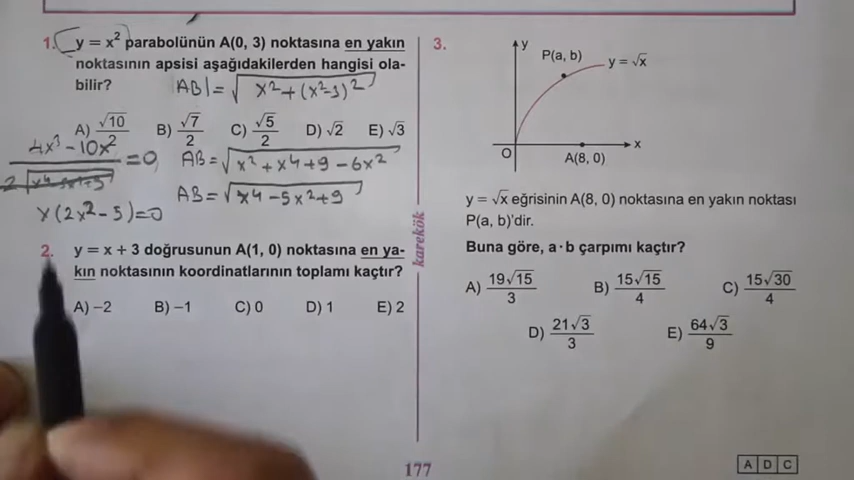 1. y = x² parabolünün A(0, 3) noktasına en yakın
noktasının apsisi aşağıdakilerden hangisi ola-
bilir?
AB| = √x² + (x²-3)²
A) √10/2 B) √7/2 C) √5/2 D) √2 E) √3
4x³ - 10x² = 0
AB = √x² + x⁴ + 9 - 6x²
AB = √x⁴ - 5x² + 9
x(2x² - 5) = 0
2. y = x + 3 doğrusunun A(1, 0) noktasına en ya-
kın noktasının koordinatlarının toplamı kaçtır?
A) –2 B) –1 C) 0 D) 1 E) 2
karekök
3.
y
P(a, b)
y = √x
O
x
A(8, 0)
y = √x eğrisinin A(8, 0) noktasına en yakın noktası
P(a, b)'dir.
Buna göre, a·b çarpımı kaçtır?
A) 19√15/3 B) 15√15/4 C) 15√30/4
D) 21√3/3 E) 64√3/9
177
A D C